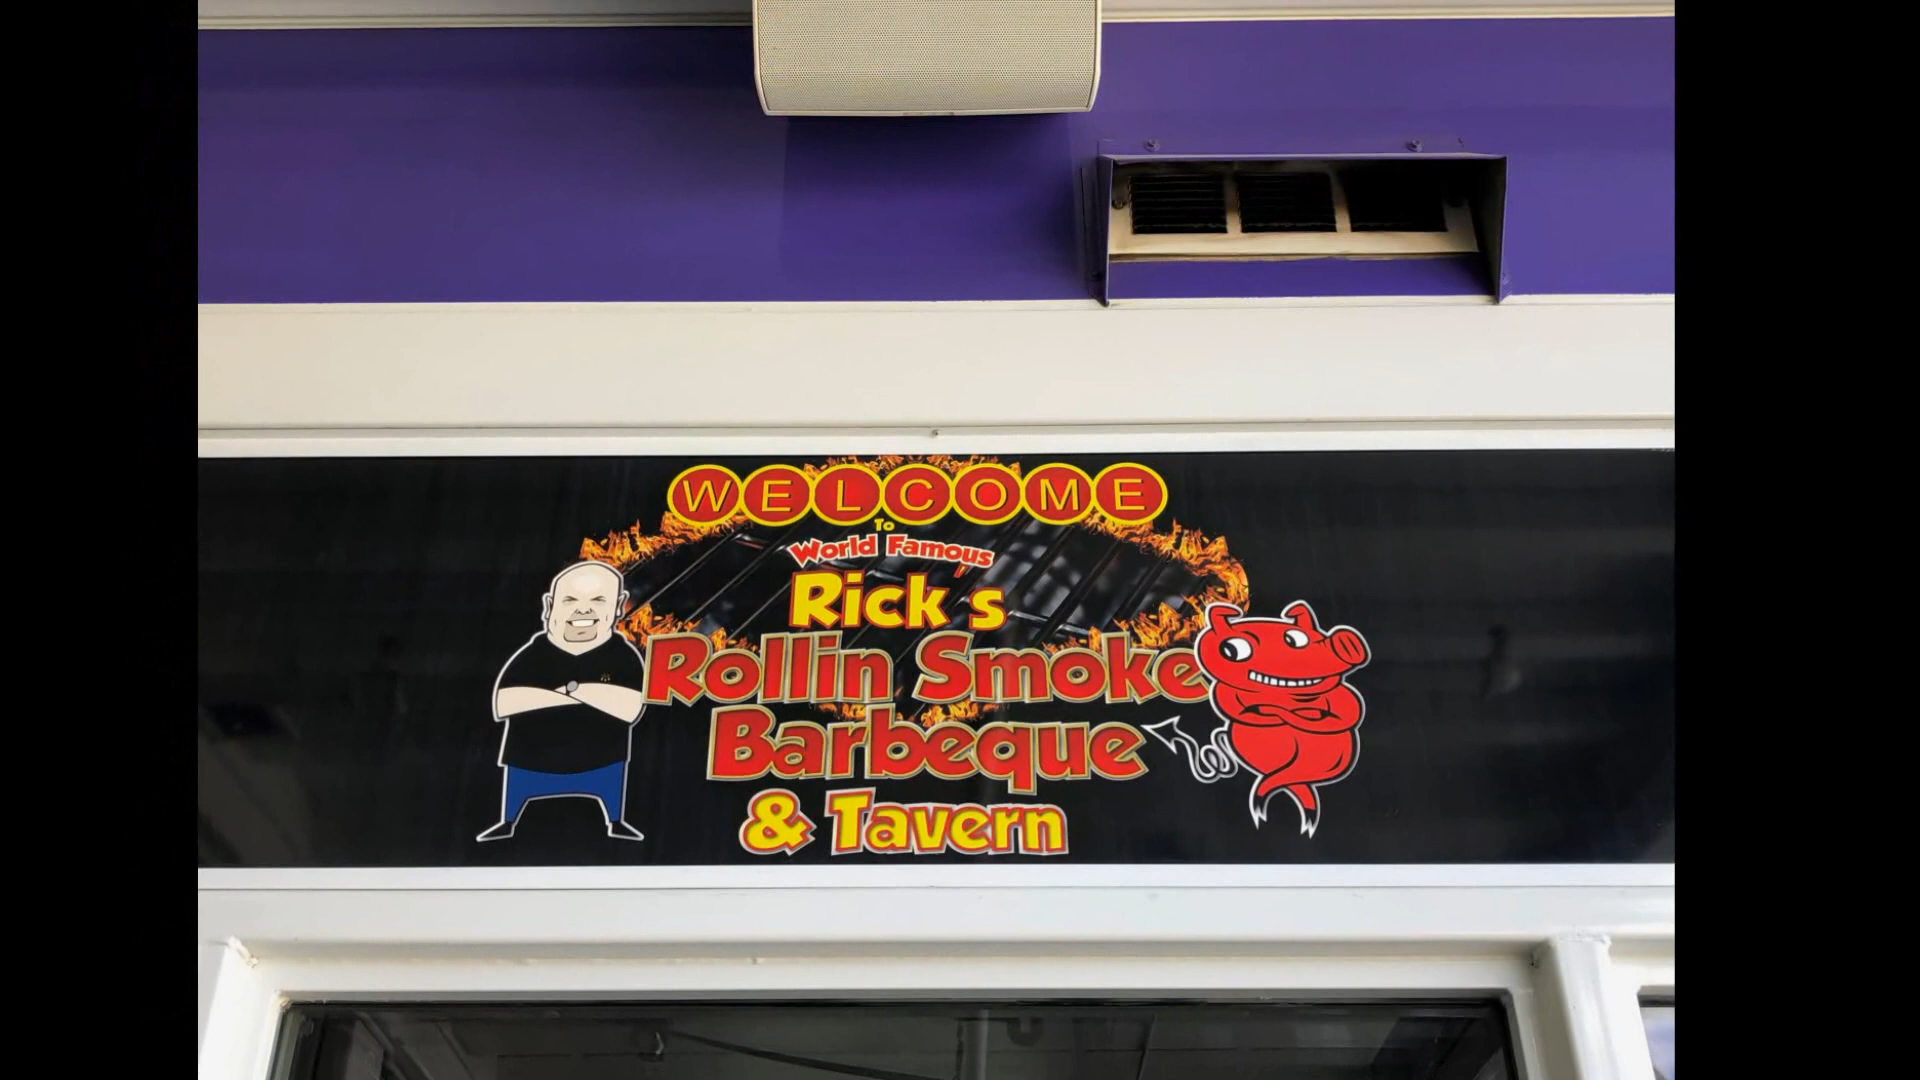 WELCOME
To
World Famous
Rick's
Rollin Smoke
Barbeque
& Tavern